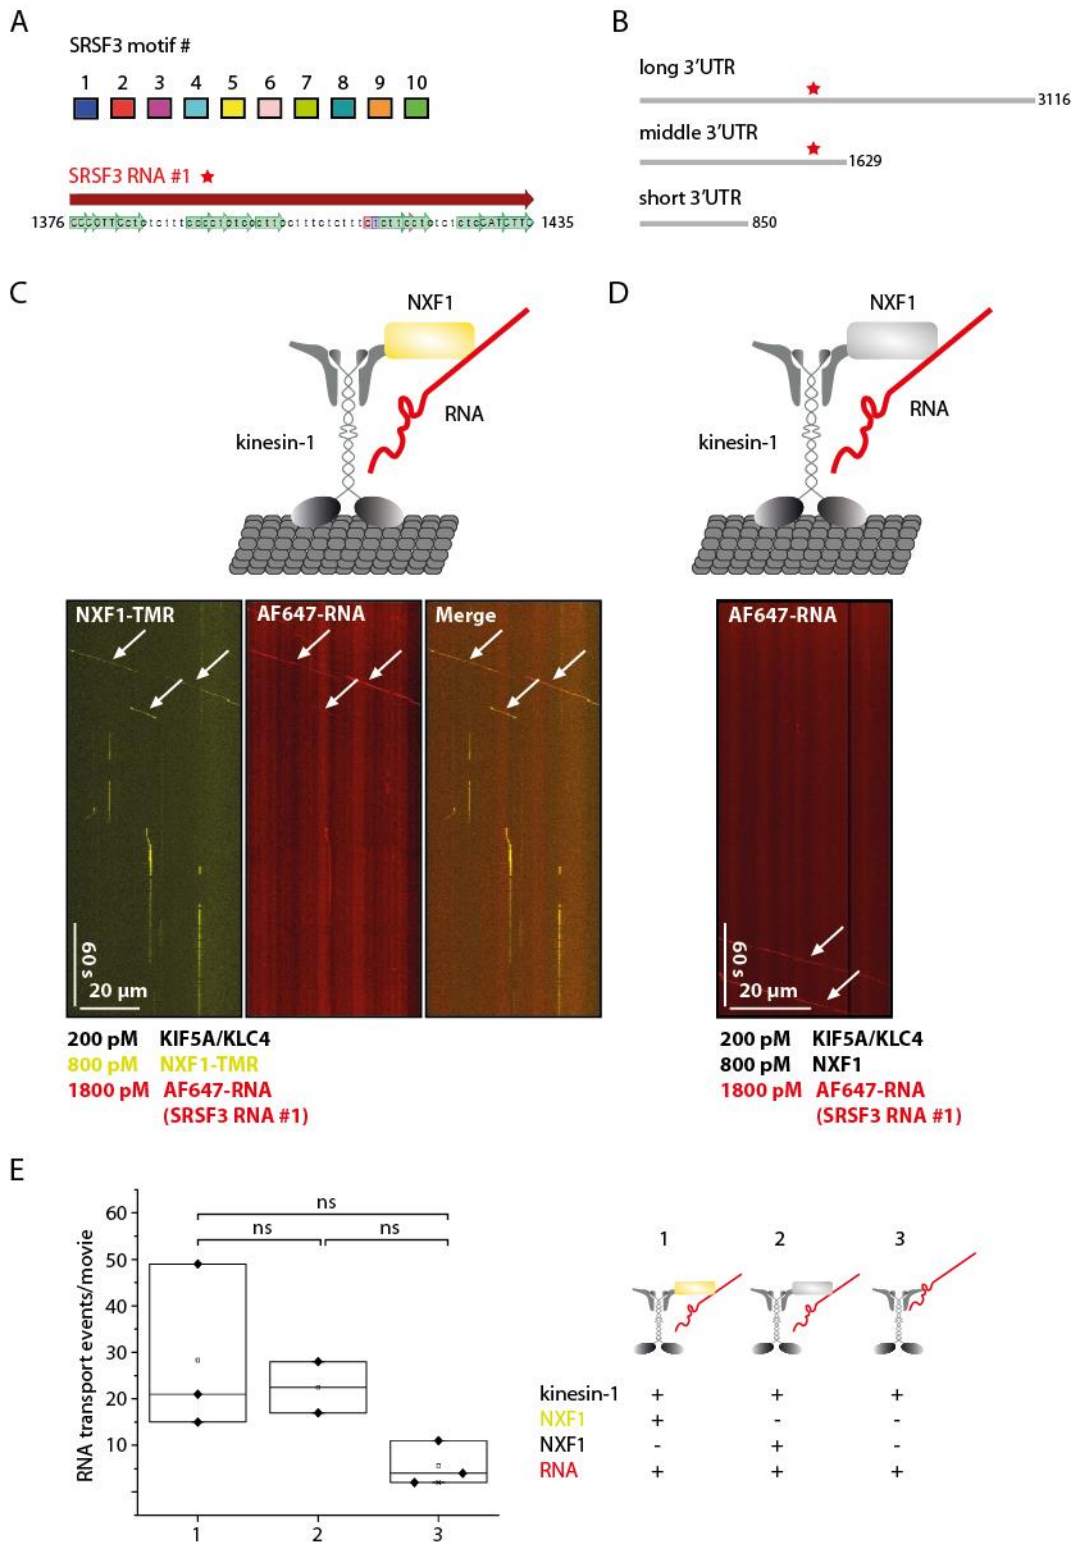 A
SRSF3 motif #
1 2 3 4 5 6 7 8 9 10
SRSF3 RNA #1
1376
1435
B
long 3'UTR
3116
middle 3'UTR
1629
short 3'UTR
850
C
NXF1
RNA
kinesin-1
NXF1-TMR
AF647-RNA
Merge
60 s
20 µm
200 pM KIF5A/KLC4
800 pM NXF1-TMR
1800 pM AF647-RNA
(SRSF3 RNA #1)
D
NXF1
RNA
kinesin-1
AF647-RNA
60 s
20 µm
200 pM KIF5A/KLC4
800 pM NXF1
1800 pM AF647-RNA
(SRSF3 RNA #1)
E
RNA transport events/movie
60
50
40
30
20
10
ns
ns ns
1 2 3
1 2 3
kinesin-1 + + +
NXF1 + - -
NXF1 - + -
RNA + + +